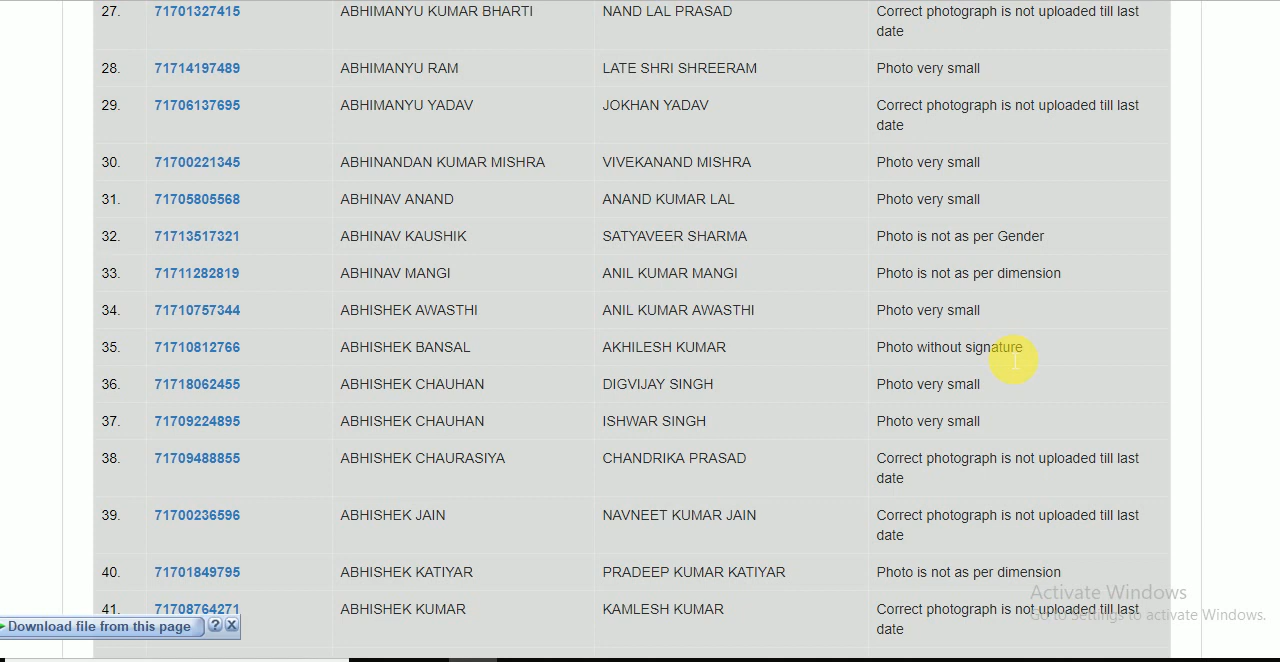 27. 71701327415 ABHIMANYU KUMAR BHARTI NAND LAL PRASAD Correct photograph is not uploaded till last
date
28. 71714197489 ABHIMANYU RAM LATE SHRI SHREERAM Photo very small
29. 71706137695 ABHIMANYU YADAV JOKHAN YADAV Correct photograph is not uploaded till last
date
30. 71700221345 ABHINANDAN KUMAR MISHRA VIVEKANAND MISHRA Photo very small
31. 71705805568 ABHINAV ANAND ANAND KUMAR LAL Photo very small
32. 71713517321 ABHINAV KAUSHIK SATYAVEER SHARMA Photo is not as per Gender
33. 71711282819 ABHINAV MANGI ANIL KUMAR MANGI Photo is not as per dimension
34. 71710757344 ABHISHEK AWASTHI ANIL KUMAR AWASTHI Photo very small
35. 71710812766 ABHISHEK BANSAL AKHILESH KUMAR Photo without signature
36. 71718062455 ABHISHEK CHAUHAN DIGVIJAY SINGH Photo very small
37. 71709224895 ABHISHEK CHAUHAN ISHWAR SINGH Photo very small
38. 71709488855 ABHISHEK CHAURASIYA CHANDRIKA PRASAD Correct photograph is not uploaded till last
date
39. 71700236596 ABHISHEK JAIN NAVNEET KUMAR JAIN Correct photograph is not uploaded till last
date
40. 71701849795 ABHISHEK KATIYAR PRADEEP KUMAR KATIYAR Photo is not as per dimension
Activate Windows
41. 71708764271 ABHISHEK KUMAR KAMLESH KUMAR Correct photograph is not uploaded till last
date
Go to Settings to activate Windows.
Download file from this page ? X